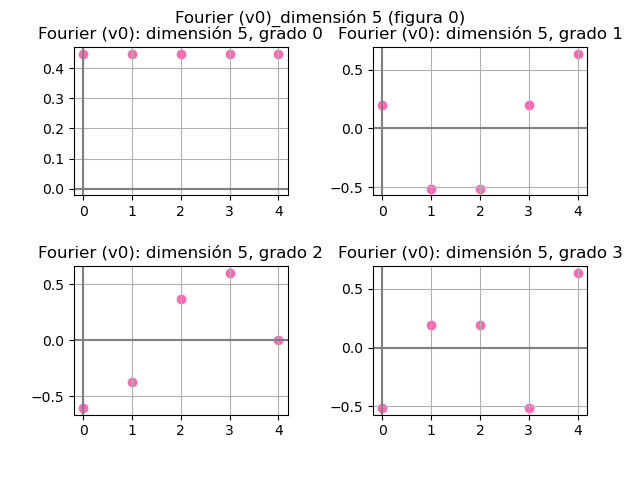 Fourier (v0)_dimensión 5 (figura 0)
Fourier (v0): dimensión 5, grado 0
Fourier (v0): dimensión 5, grado 1
0.4
0.3
0.2
0.1
0.0
0 1 2 3 4
0.5
0.0
−0.5
0 1 2 3 4
Fourier (v0): dimensión 5, grado 2
Fourier (v0): dimensión 5, grado 3
0.5
0.0
−0.5
0 1 2 3 4
0.5
0.0
−0.5
0 1 2 3 4